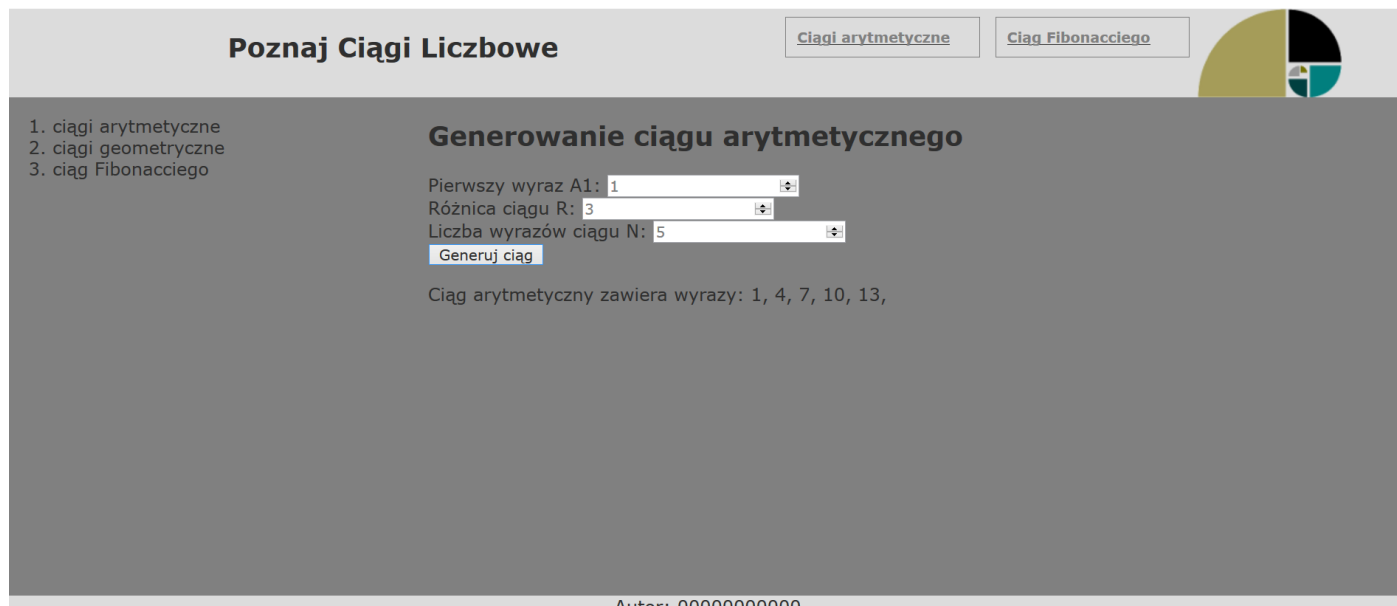 Poznaj Ciągi Liczbowe
Ciągi arytmetyczne
Ciąg Fibonacciego
1. ciągi arytmetyczne
2. ciągi geometryczne
3. ciąg Fibonacciego
Generowanie ciągu arytmetycznego
Pierwszy wyraz A1: 1
Różnica ciągu R: 3
Liczba wyrazów ciągu N: 5
Generuj ciąg
Ciąg arytmetyczny zawiera wyrazy: 1, 4, 7, 10, 13,
Autor: 00000000000